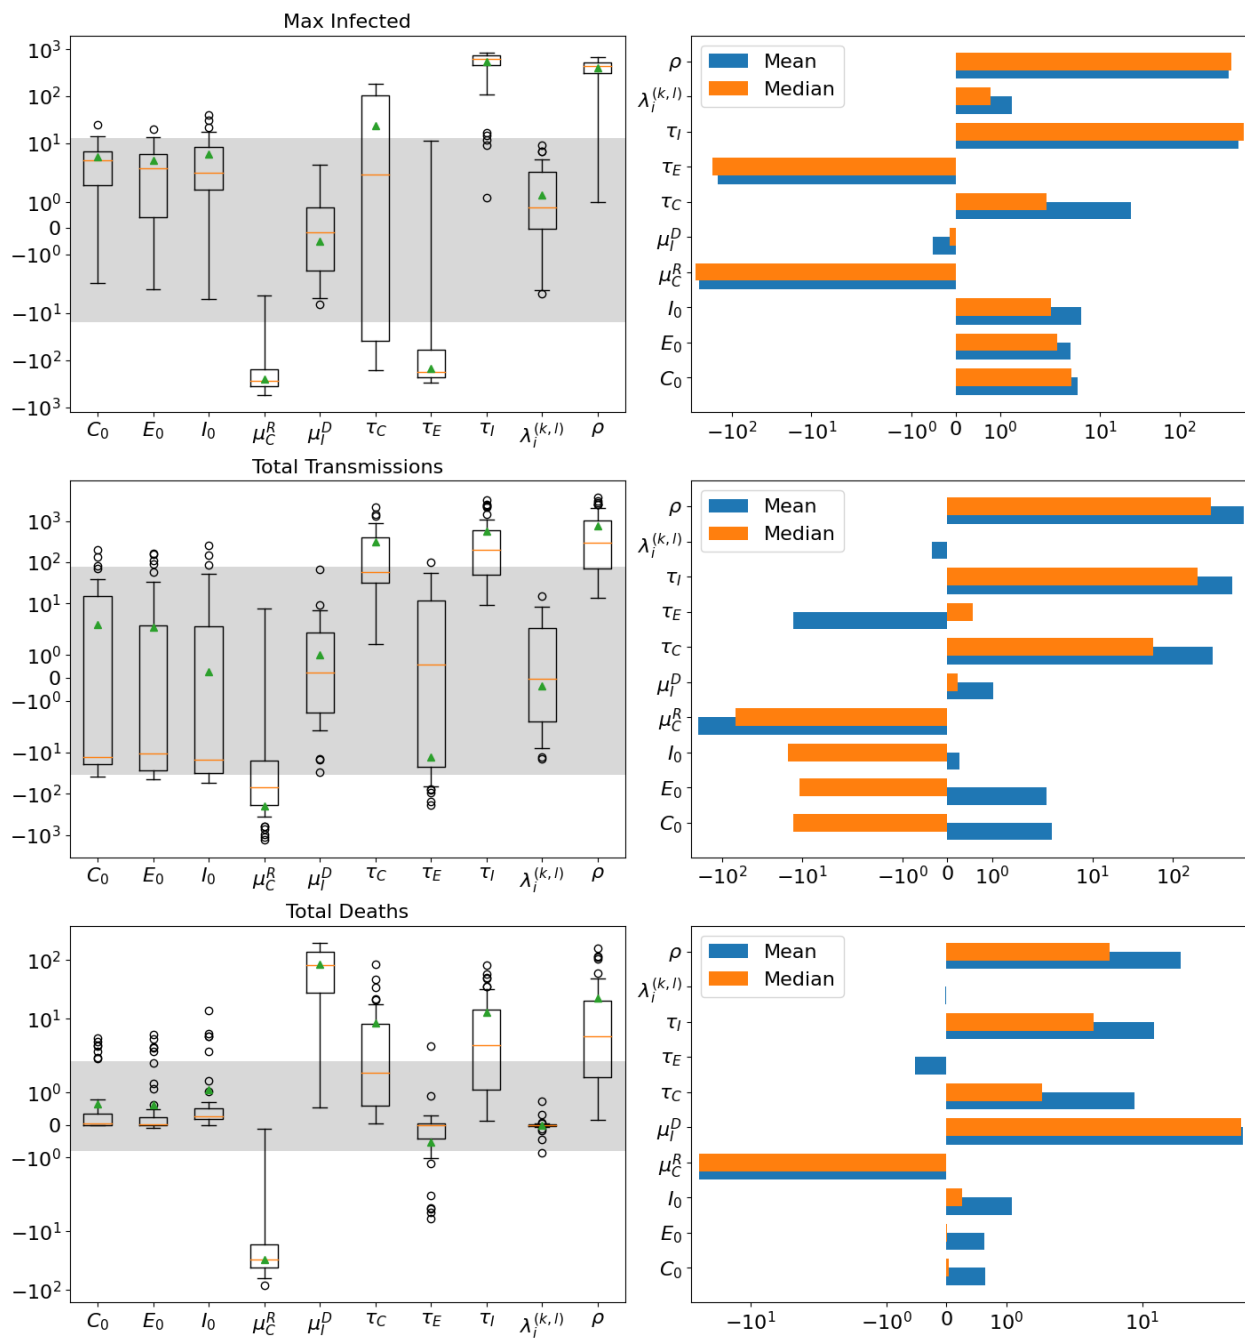 Max Infected
10³
10²
10¹
10⁰
0
−10⁰
−10¹
−10²
−10³
C₀ E₀ I₀ μ_C^R μ_I^D τ_C τ_E τ_I λ_i^(k, l) ρ
Mean
Median
ρ
λ_i^(k, l)
τ_I
τ_E
τ_C
μ_I^D
μ_C^R
I₀
E₀
C₀
−10² −10¹ −10⁰ 0 10⁰ 10¹ 10²
Total Transmissions
10³
10²
10¹
10⁰
0
−10⁰
−10¹
−10²
−10³
C₀ E₀ I₀ μ_C^R μ_I^D τ_C τ_E τ_I λ_i^(k, l) ρ
Mean
Median
ρ
λ_i^(k, l)
τ_I
τ_E
τ_C
μ_I^D
μ_C^R
I₀
E₀
C₀
−10² −10¹ −10⁰ 0 10⁰ 10¹ 10²
Total Deaths
10²
10¹
10⁰
0
−10⁰
−10¹
−10²
C₀ E₀ I₀ μ_C^R μ_I^D τ_C τ_E τ_I λ_i^(k, l) ρ
Mean
Median
ρ
λ_i^(k, l)
τ_I
τ_E
τ_C
μ_I^D
μ_C^R
I₀
E₀
C₀
−10¹ −10⁰ 0 10⁰ 10¹